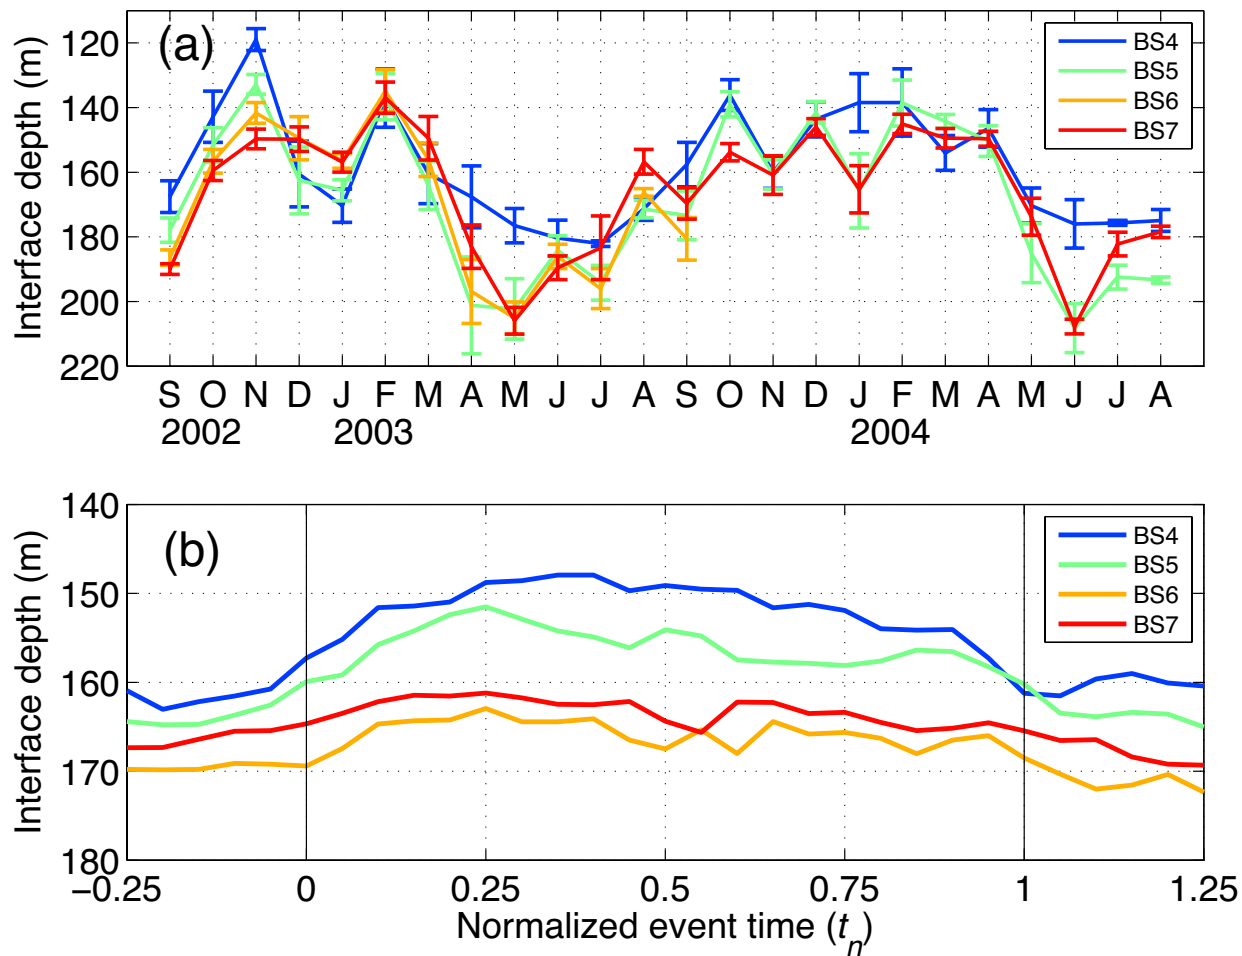 (a)
Interface depth (m)
120
140
160
180
200
220
BS4
BS5
BS6
BS7
S O N D J F M A M J J A S O N D J F M A M J J A
2002 2003 2004
(b)
Interface depth (m)
140
150
160
170
180
BS4
BS5
BS6
BS7
−0.25 0 0.25 0.5 0.75 1 1.25
Normalized event time (tn)